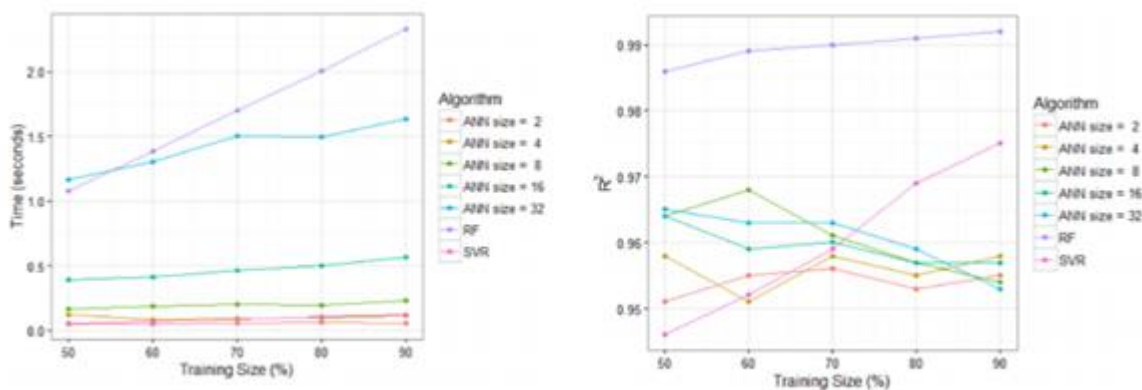 2.0
1.5
1.0
0.5
0.0
Time (seconds)
50 60 70 80 90
Training Size (%)
Algorithm
ANN size = 2
ANN size = 4
ANN size = 8
ANN size = 16
ANN size = 32
RF
SVR
0.99
0.98
0.97
0.96
0.95
R²
50 60 70 80 90
Training Size (%)
Algorithm
ANN size = 2
ANN size = 4
ANN size = 8
ANN size = 16
ANN size = 32
RF
SVR